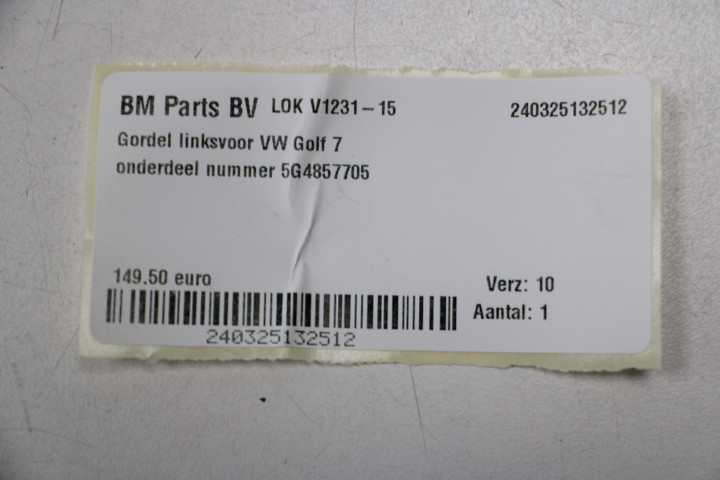 BM Parts BV LOK V1231-15 240325132512
Gordel linksvoor VW Golf 7
onderdeel nummer 5G4857705
149.50 euro Verz: 10
Aantal: 1
240325132512